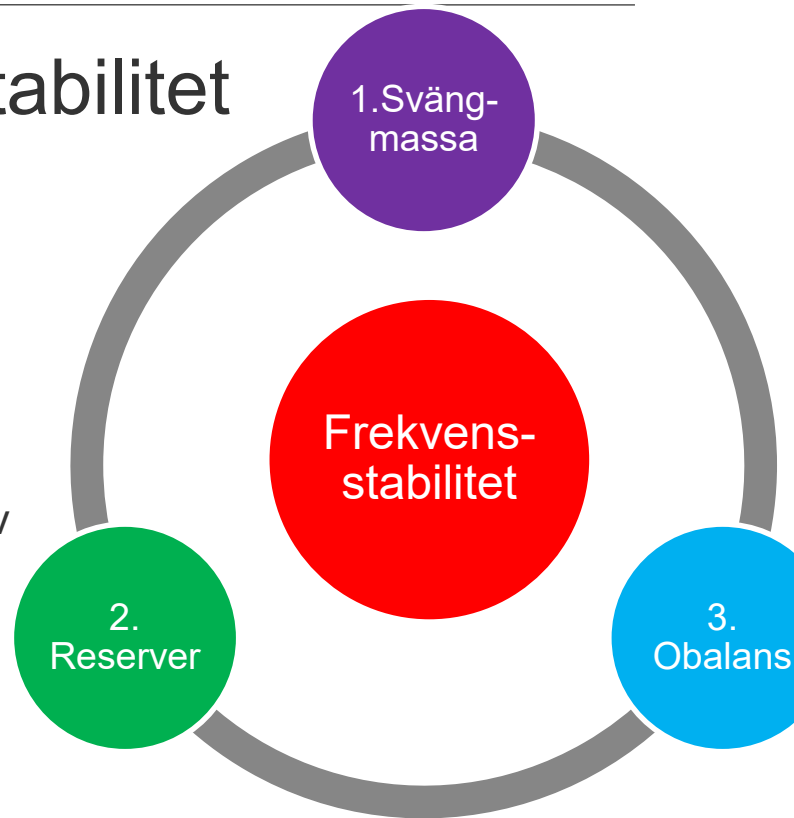 tabilitet
1.Sväng-
massa
Frekvens-
stabilitet
v
2.
Reserver
3.
Obalans